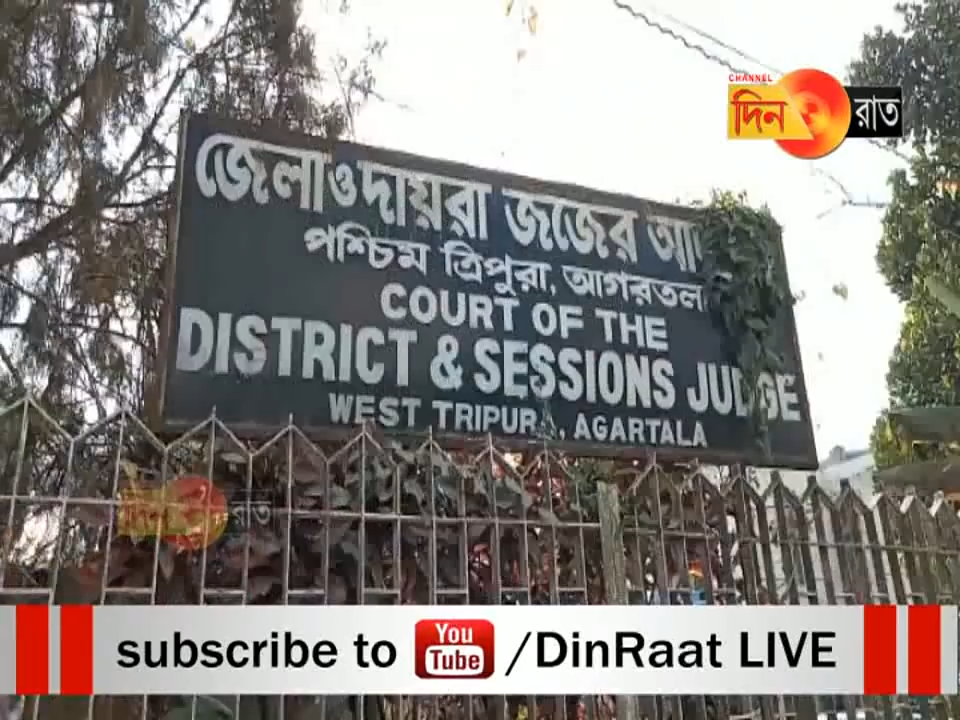 CHANNEL
দিন রাত
জেলা ও দায়রা জজের
পশ্চিম ত্রিপুরা, আগরতলা
COURT OF THE
DISTRICT & SESSIONS JUDGE
WEST TRIPURA, AGARTALA
দিন রাত
subscribe to You Tube /DinRaat LIVE